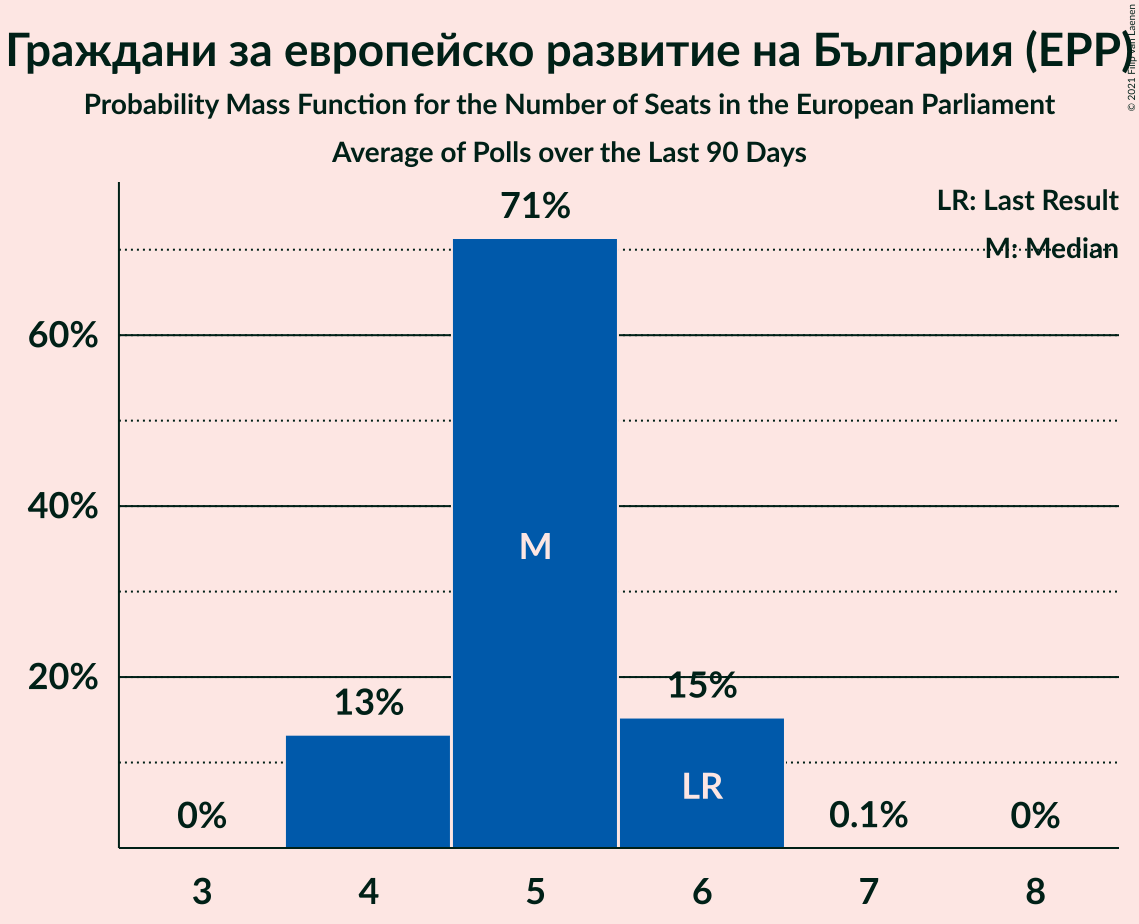 Граждани за европейско развитие на България (EPP)
© 2021 Filip van Laenen
Probability Mass Function for the Number of Seats in the European Parliament
Average of Polls over the Last 90 Days
LR: Last Result
M: Median
71%
60%
40%
M
20%
13%
15%
LR
0%
0.1%
0%
3 4 5 6 7 8